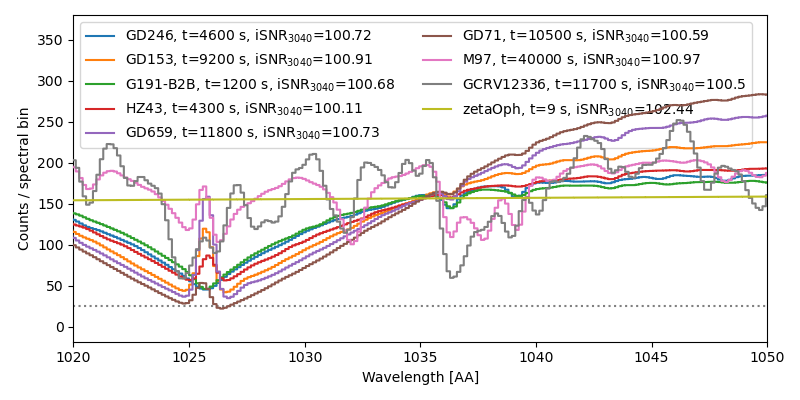 GD246, t=4600 s, iSNR3040=100.72
GD153, t=9200 s, iSNR3040=100.91
G191-B2B, t=1200 s, iSNR3040=100.68
HZ43, t=4300 s, iSNR3040=100.11
GD659, t=11800 s, iSNR3040=100.73
GD71, t=10500 s, iSNR3040=100.59
M97, t=40000 s, iSNR3040=100.97
GCRV12336, t=11700 s, iSNR3040=100.5
zetaOph, t=9 s, iSNR3040=102.44
Counts / spectral bin
350
300
250
200
150
100
50
0
1020 1025 1030 1035 1040 1045 1050
Wavelength [AA]